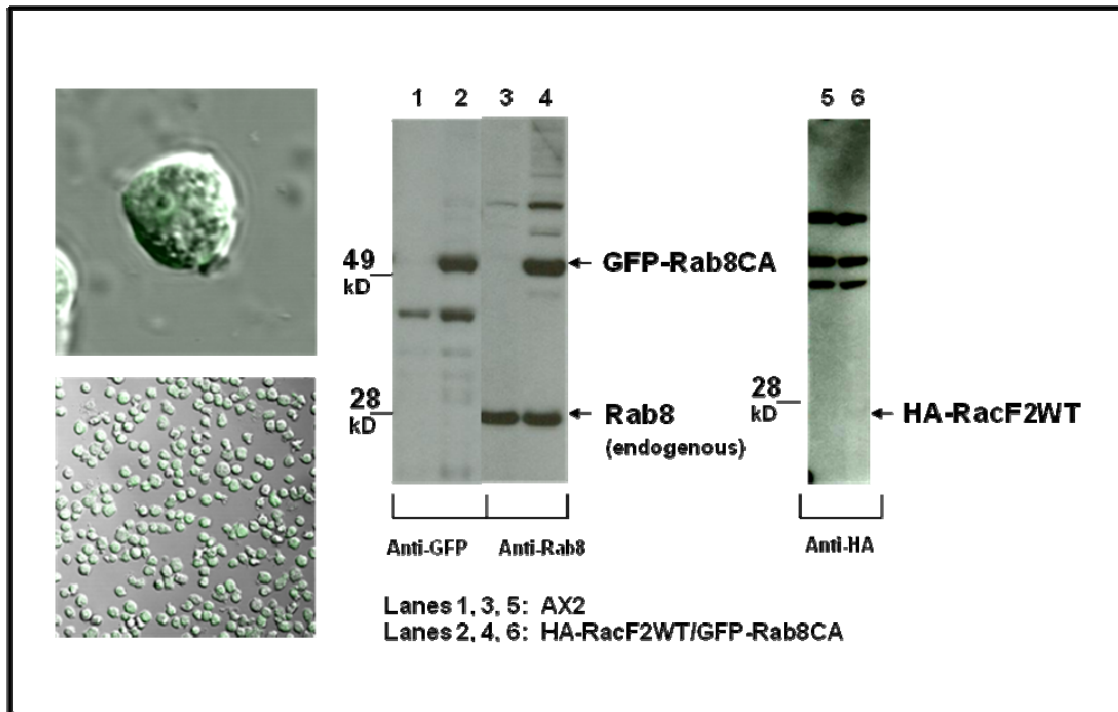 1 2 3 4
5 6
49
kD
GFP-Rab8CA
28
kD
Rab8
(endogenous)
28
kD
HA-RacF2WT
Anti-GFP Anti-Rab8
Anti-HA
Lanes 1, 3, 5: AX2
Lanes 2, 4, 6: HA-RacF2WT/GFP-Rab8CA